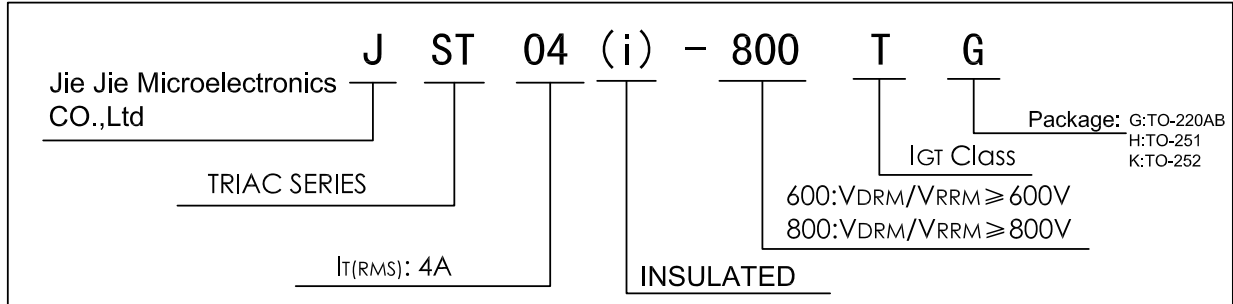 J ST 04 (i) - 800 T G
Jie Jie Microelectronics
CO.,Ltd
Package: G:TO-220AB
H:TO-251
K:TO-252
IGT Class
TRIAC SERIES
600:VDRM/VRRM≥600V
800:VDRM/VRRM≥800V
IT(RMS): 4A
INSULATED